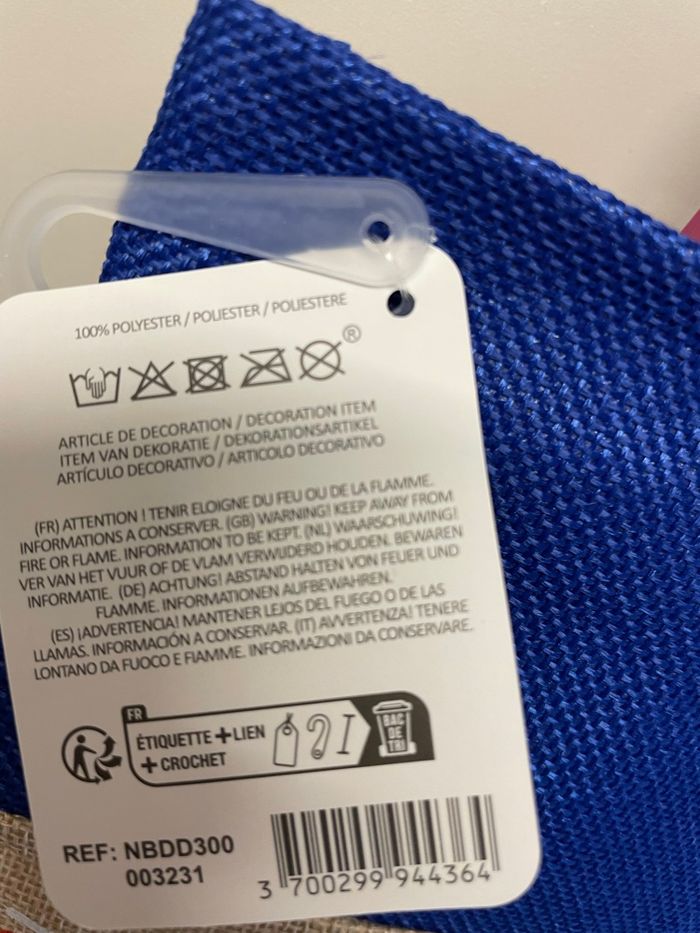 100% POLYESTER / POLIESTER / POLIESTERE
®
ARTICLE DE DECORATION / DECORATION ITEM
ITEM VAN DEKORATIE / DEKORATIONSARTIKEL
ARTÍCULO DECORATIVO / ARTICOLO DECORATIVO
(FR) ATTENTION ! TENIR ELOIGNE DU FEU OU DE LA FLAMME.
INFORMATIONS A CONSERVER. (GB) WARNING! KEEP AWAY FROM
FIRE OR FLAME. INFORMATION TO BE KEPT. (NL) WAARSCHUWING!
VER VAN HET VUUR OF DE VLAM VERWIJDERD HOUDEN. BEWAREN
INFORMATIE. (DE) ACHTUNG! ABSTAND HALTEN VON FEUER UND
FLAMME. INFORMATIONEN AUFBEWAHREN.
(ES) ¡ADVERTENCIA! MANTENER LEJOS DEL FUEGO O DE LAS
LLAMAS. INFORMACIÓN A CONSERVAR. (IT) AVVERTENZA! TENERE
LONTANO DA FUOCO E FIAMME. INFORMAZIONI DA CONSERVARE.
FR
ÉTIQUETTE + LIEN
+ CROCHET
BAC
DE
TRI
REF: NBDD300
003231
3 700299 944364